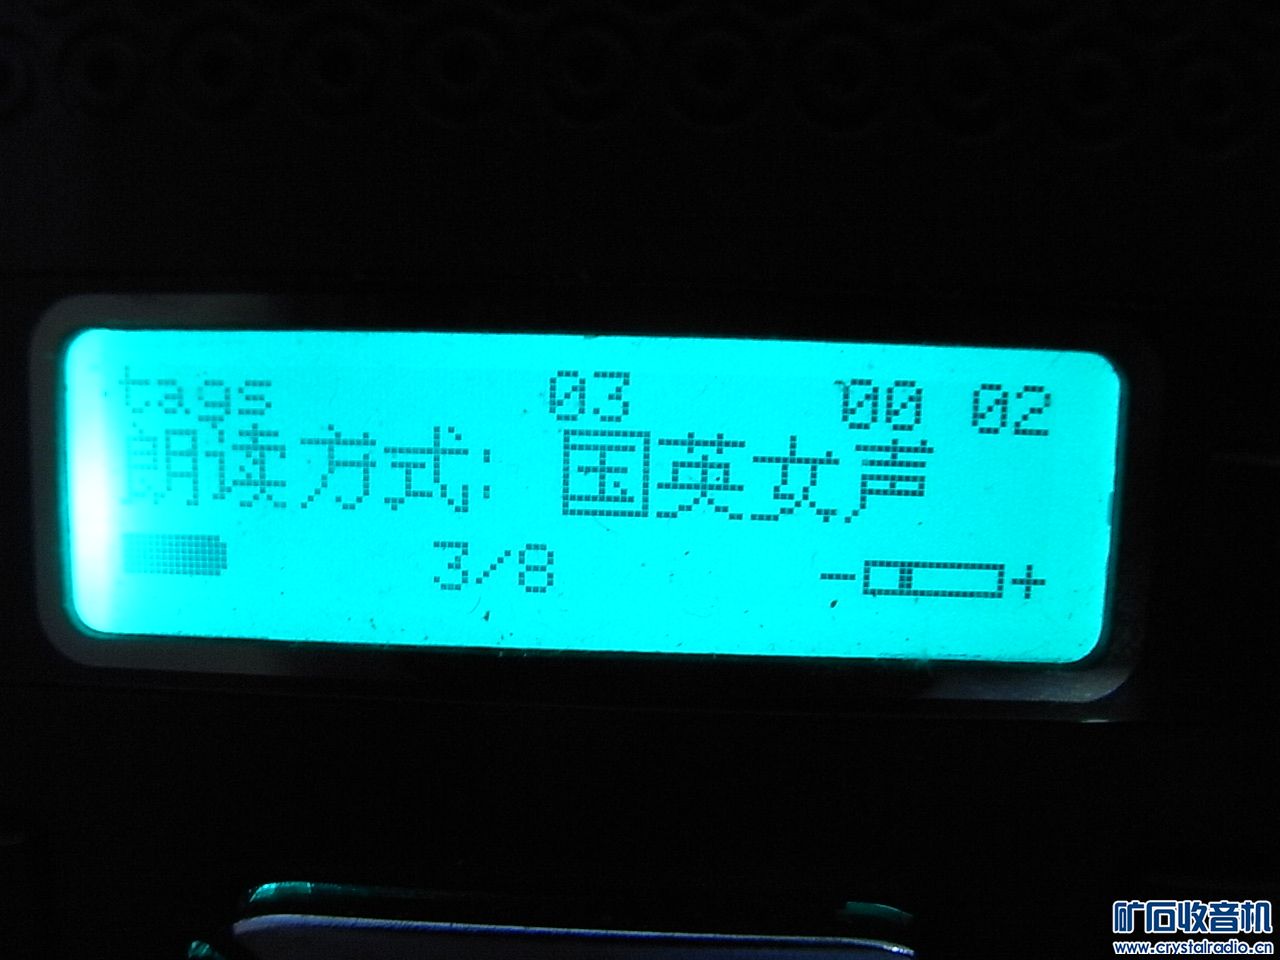 tags 03 00 02
朗读方式: 国英女声
3/8
- +
矿石收音机
www.crystalradio.cn